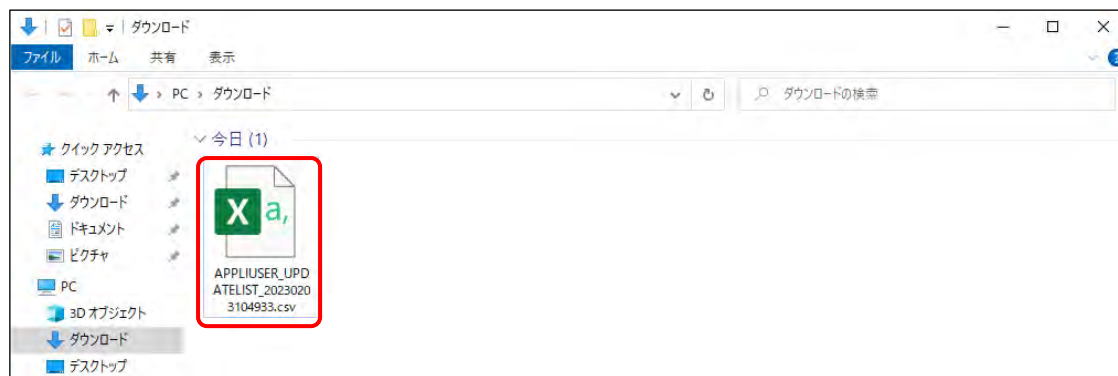 ダウンロード
ファイル ホーム 共有 表示
PC ダウンロード ダウンロードの検索
クイック アクセス
デスクトップ
ダウンロード
ドキュメント
ピクチャ
PC
3D オブジェクト
ダウンロード
デスクトップ
今日 (1)
X a,
APPLIUSER_UPD
ATELIST_2023020
3104933.csv